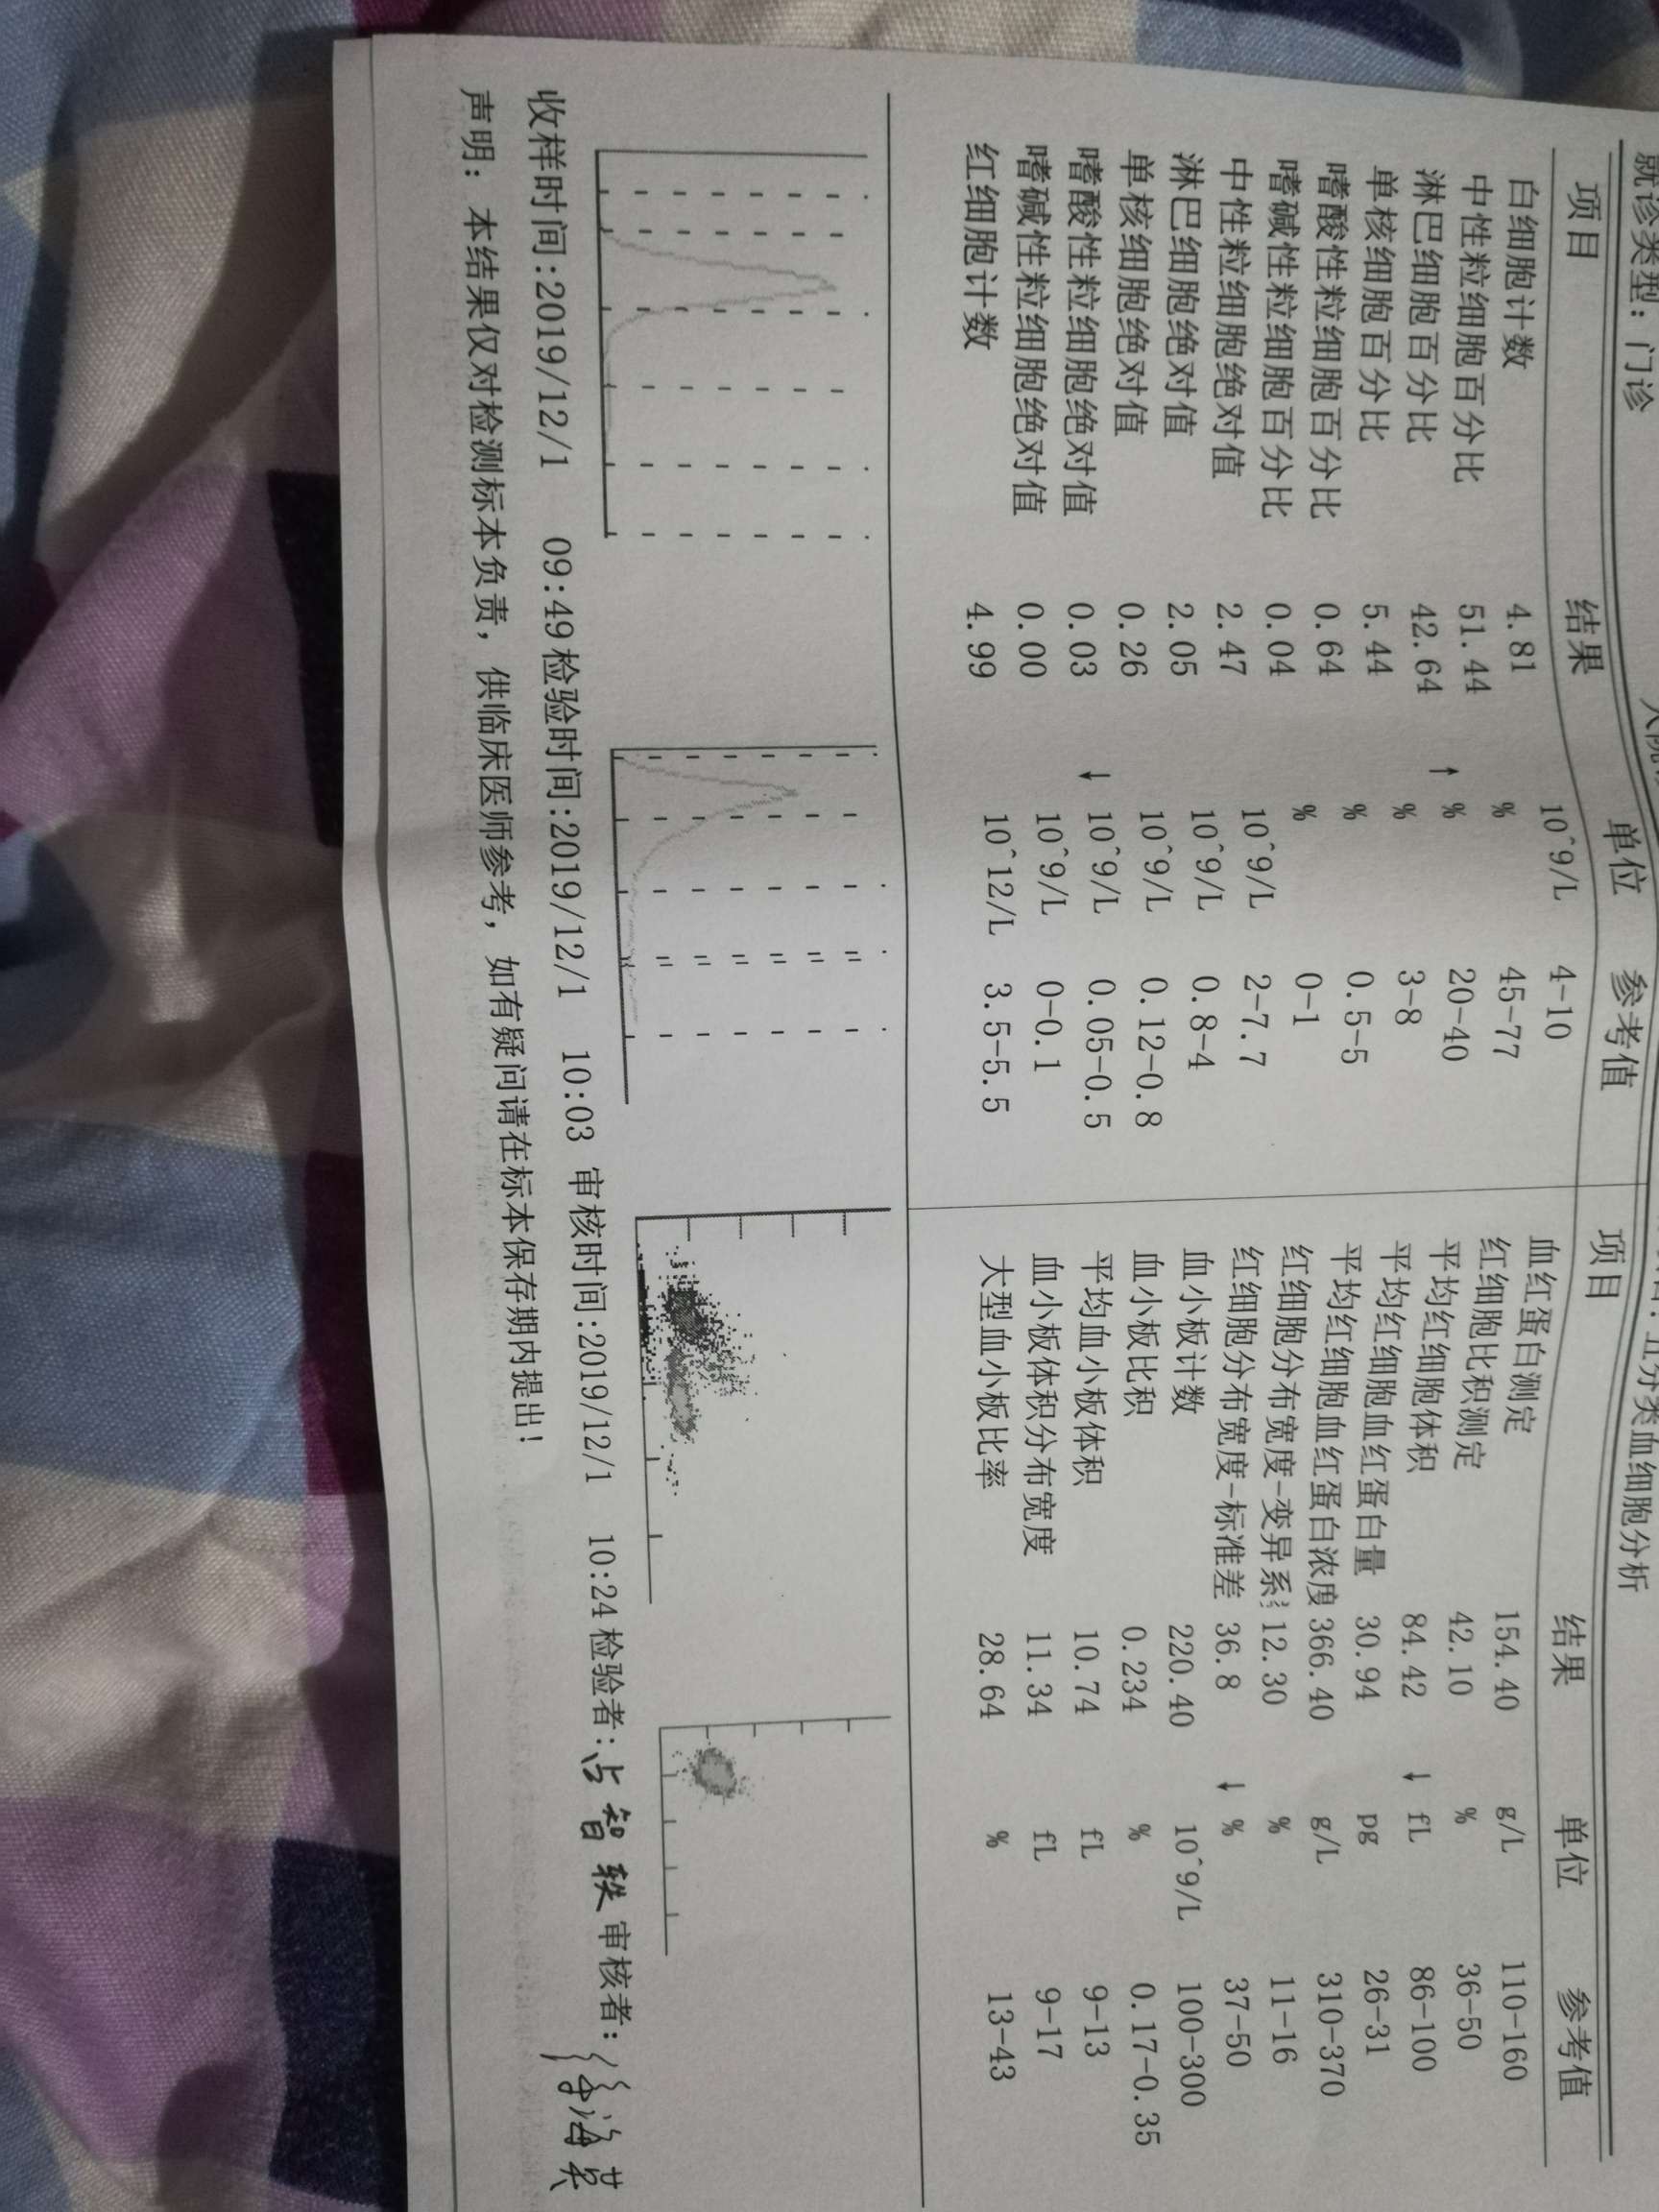 就诊类型：门诊
五分类血细胞分析
项目 结果 单位 参考值 项目 结果 单位 参考值
白细胞计数 4.81 10^9/L 4-10 血红蛋白测定 154.40 g/L 110-160
中性粒细胞百分比 51.44 % 45-77 红细胞比积测定 42.10 % 36-50
淋巴细胞百分比 42.64 ↑ % 20-40 平均红细胞体积 84.42 ↓ fL 86-100
单核细胞百分比 5.44 % 3-8 平均红细胞血红蛋白量 30.94 pg 26-31
嗜酸性粒细胞百分比 0.64 % 0.5-5 平均红细胞血红蛋白浓度 366.40 g/L 310-370
嗜碱性粒细胞百分比 0.04 % 0-1 红细胞分布宽度-变异系 12.30 % 11-16
中性粒细胞绝对值 2.47 10^9/L 2-7.7 红细胞分布宽度-标准差 36.8 ↓ % 37-50
淋巴细胞绝对值 2.05 10^9/L 0.8-4 血小板计数 220.40 10^9/L 100-300
单核细胞绝对值 0.26 10^9/L 0.12-0.8 血小板比积 0.234 % 0.17-0.35
嗜酸性粒细胞绝对值 0.03 ↓ 10^9/L 0.05-0.5 平均血小板体积 10.74 fL 9-13
嗜碱性粒细胞绝对值 0.00 10^9/L 0-0.1 血小板体积分布宽度 11.34 fL 9-17
红细胞计数 4.99 10^12/L 3.5-5.5 大型血小板比率 28.64 % 13-43
收样时间:2019/12/1 09:49 检验时间:2019/12/1 10:03 审核时间:2019/12/1 10:24 检验者: 审核者:
声明：本结果仅对检测标本负责，供临床医师参考，如有疑问请在标本保存期内提出！